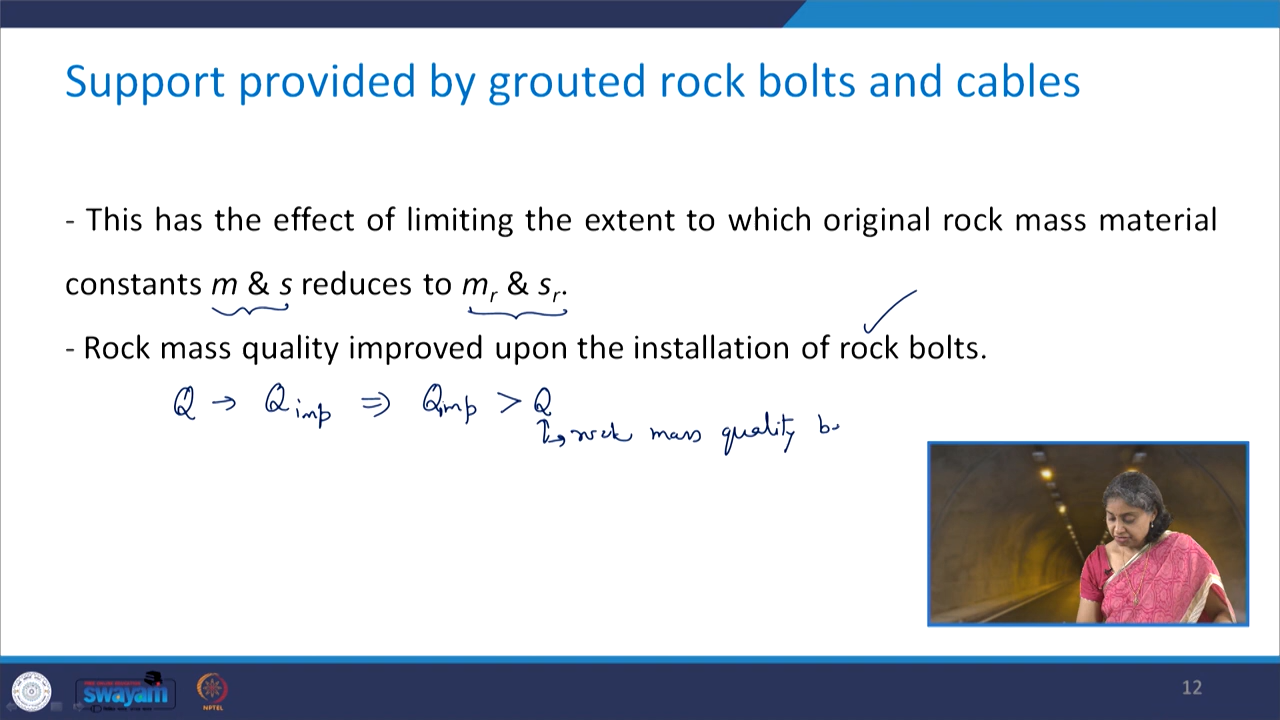 Support provided by grouted rock bolts and cables
- This has the effect of limiting the extent to which original rock mass material
constants m & s reduces to mr & sr.
- Rock mass quality improved upon the installation of rock bolts.
Q → Qimp ⇒ Qimp > Q
↳ rock mass quality b
swayam
NPTEL
12